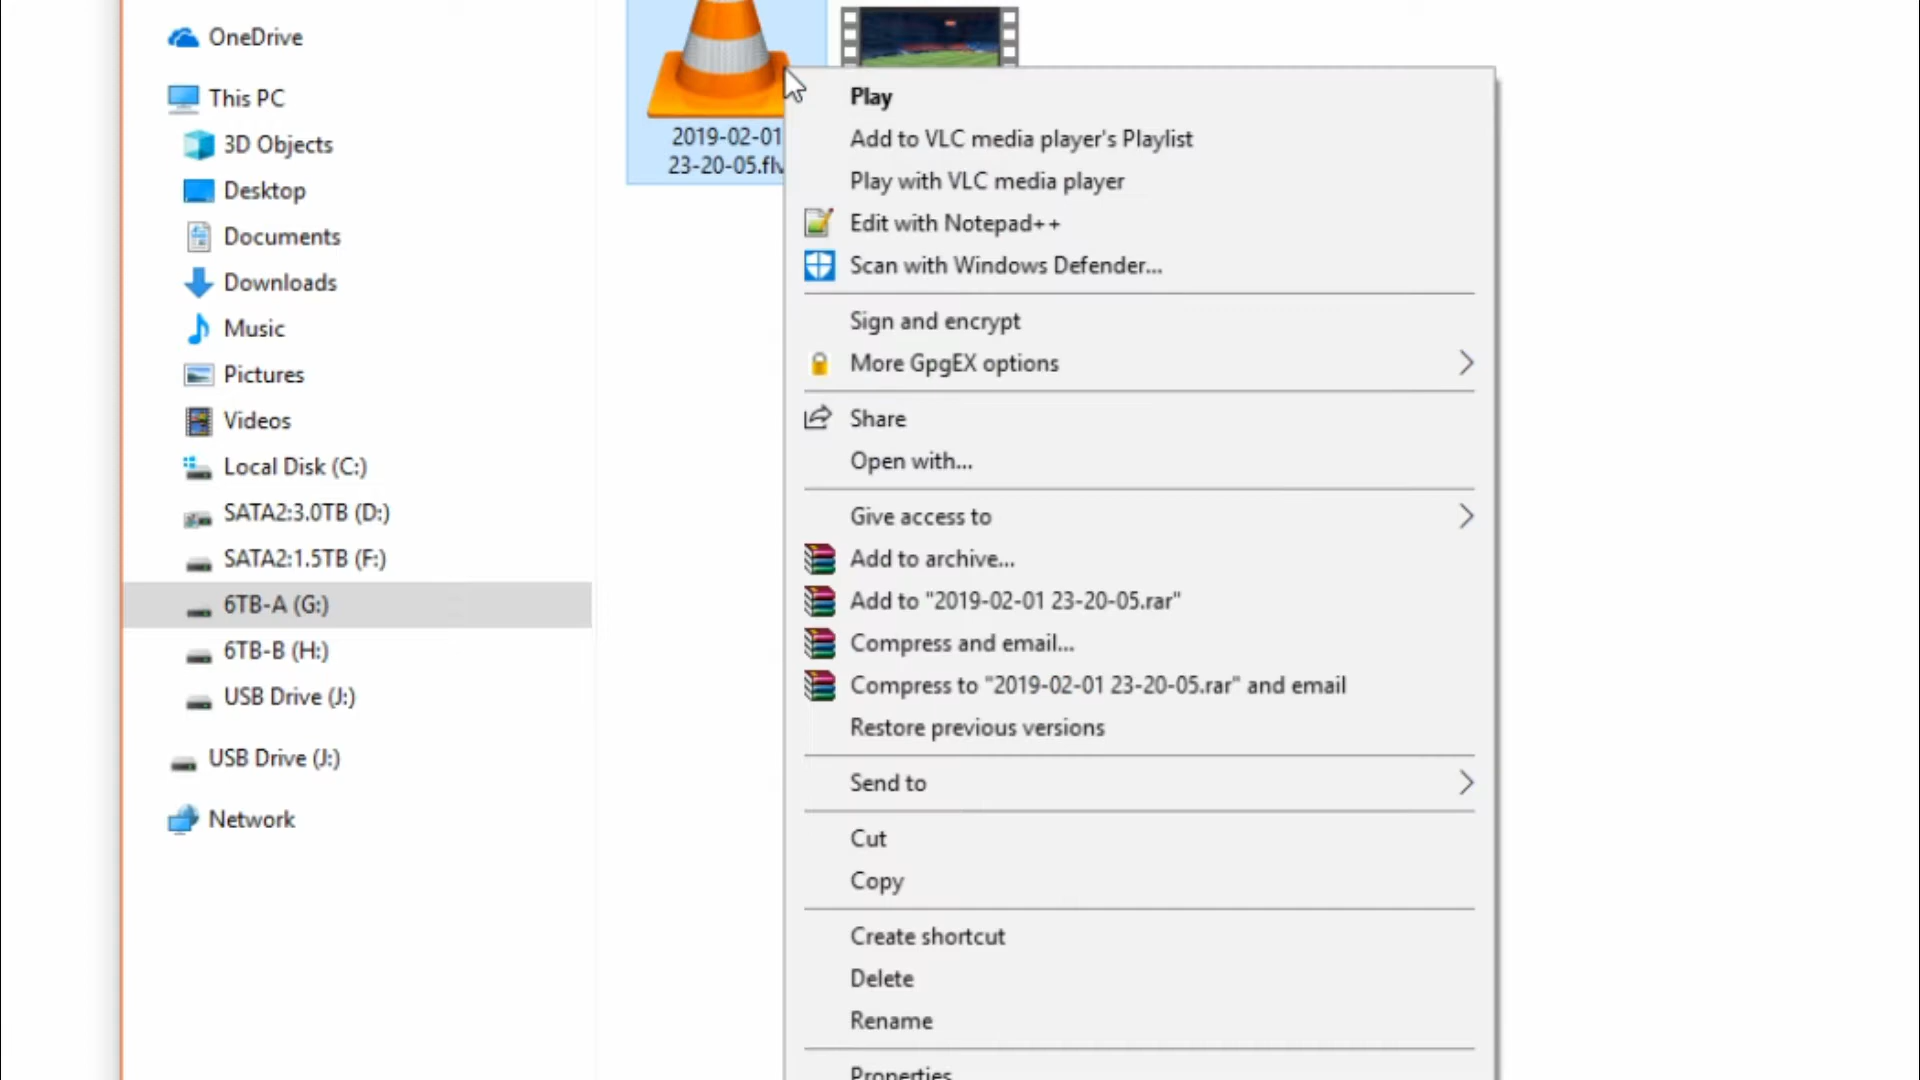 OneDrive
This PC
3D Objects
Desktop
Documents
Downloads
Music
Pictures
Videos
Local Disk (C:)
SATA2:3.0TB (D:)
SATA2:1.5TB (F:)
6TB-A (G:)
6TB-B (H:)
USB Drive (J:)
USB Drive (J:)
Network
2019-02-01
23-20-05.flv
Play
Add to VLC media player's Playlist
Play with VLC media player
Edit with Notepad++
Scan with Windows Defender...
Sign and encrypt
More GpgEX options
Share
Open with...
Give access to
Add to archive...
Add to "2019-02-01 23-20-05.rar"
Compress and email...
Compress to "2019-02-01 23-20-05.rar" and email
Restore previous versions
Send to
Cut
Copy
Create shortcut
Delete
Rename
Properties